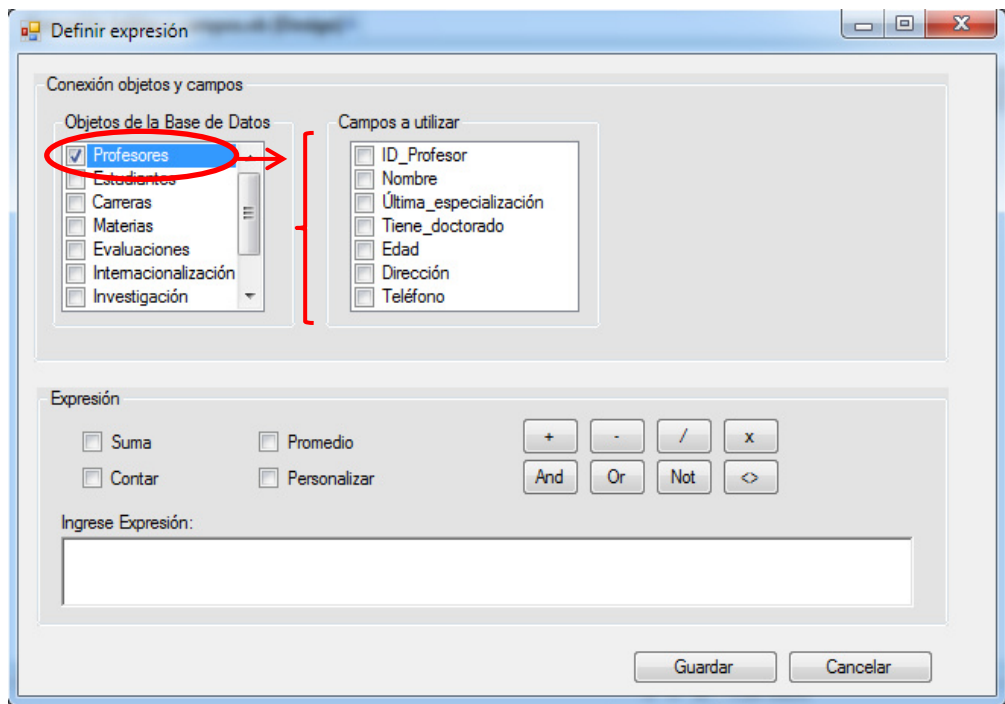 Definir expresión
Conexión objetos y campos
Objetos de la Base de Datos
Profesores
Estudiantes
Carreras
Materias
Evaluaciones
Internacionalización
Investigación
Campos a utilizar
ID_Profesor
Nombre
Última_especialización
Tiene_doctorado
Edad
Dirección
Teléfono
Expresión
Suma
Promedio
Contar
Personalizar
+ - / x
And Or Not <>
Ingrese Expresión:
Guardar Cancelar